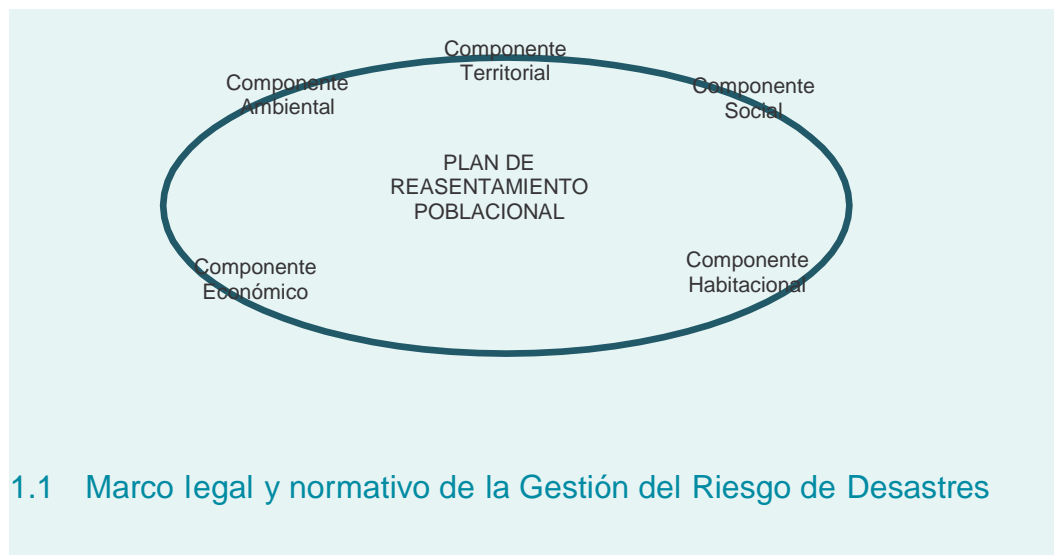 Componente
Territorial
Componente
Ambiental
Componente
Social
PLAN DE
REASENTAMIENTO
POBLACIONAL
Componente
Económico
Componente
Habitacional
1.1 Marco legal y normativo de la Gestión del Riesgo de Desastres